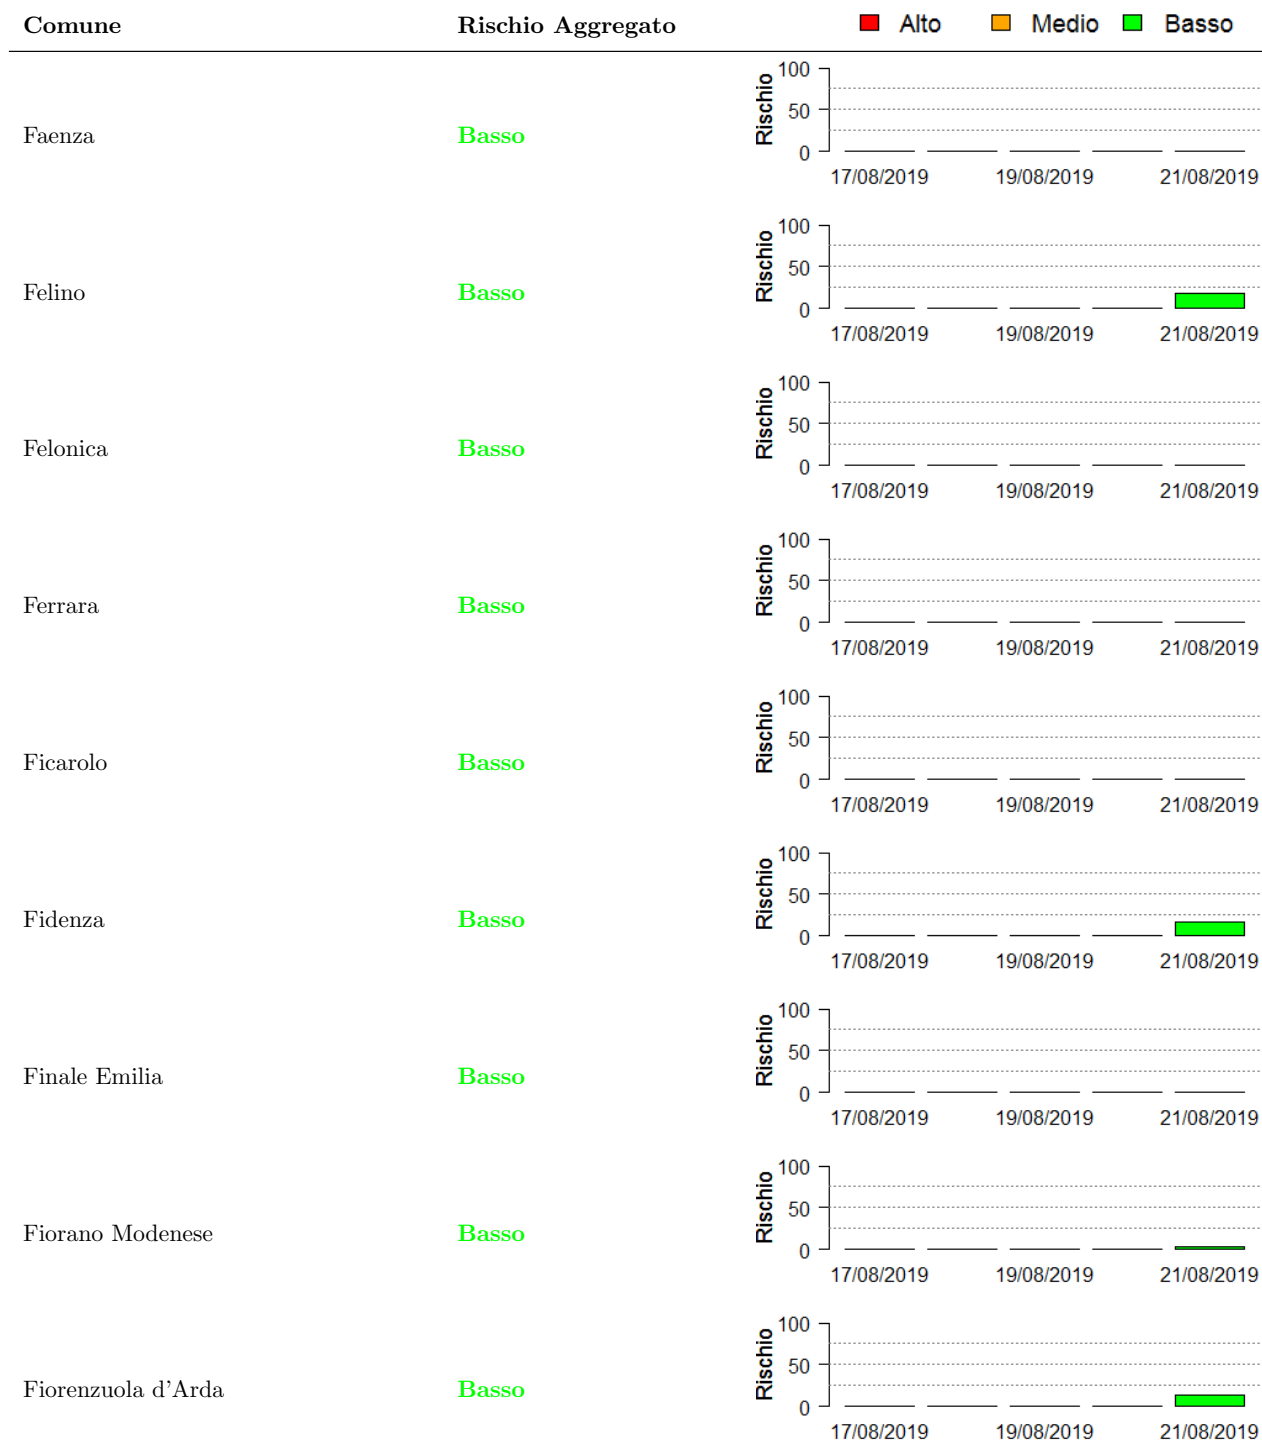 Comune Rischio Aggregato Alto Medio Basso
100
50
0
Rischio
Faenza Basso
17/08/2019 19/08/2019 21/08/2019
100
50
0
Rischio
Felino Basso
17/08/2019 19/08/2019 21/08/2019
100
50
0
Rischio
Felonica Basso
17/08/2019 19/08/2019 21/08/2019
100
50
0
Rischio
Ferrara Basso
17/08/2019 19/08/2019 21/08/2019
100
50
0
Rischio
Ficarolo Basso
17/08/2019 19/08/2019 21/08/2019
100
50
0
Rischio
Fidenza Basso
17/08/2019 19/08/2019 21/08/2019
100
50
0
Rischio
Finale Emilia Basso
17/08/2019 19/08/2019 21/08/2019
100
50
0
Rischio
Fiorano Modenese Basso
17/08/2019 19/08/2019 21/08/2019
100
50
0
Rischio
Fiorenzuola d'Arda Basso
17/08/2019 19/08/2019 21/08/2019